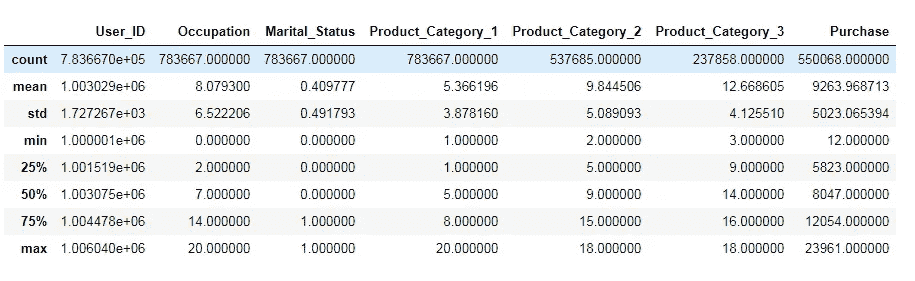 User_ID Occupation Marital_Status Product_Category_1 Product_Category_2 Product_Category_3 Purchase
count 7.836670e+05 783667.000000 783667.000000 783667.000000 537685.000000 237858.000000 550068.000000
mean 1.003029e+06 8.079300 0.409777 5.366196 9.844506 12.668605 9263.968713
std 1.727267e+03 6.522206 0.491793 3.878160 5.089093 4.125510 5023.065394
min 1.000001e+06 0.000000 0.000000 1.000000 2.000000 3.000000 12.000000
25% 1.001519e+06 2.000000 0.000000 1.000000 5.000000 9.000000 5823.000000
50% 1.003075e+06 7.000000 0.000000 5.000000 9.000000 14.000000 8047.000000
75% 1.004478e+06 14.000000 1.000000 8.000000 15.000000 16.000000 12054.000000
max 1.006040e+06 20.000000 1.000000 20.000000 18.000000 18.000000 23961.000000